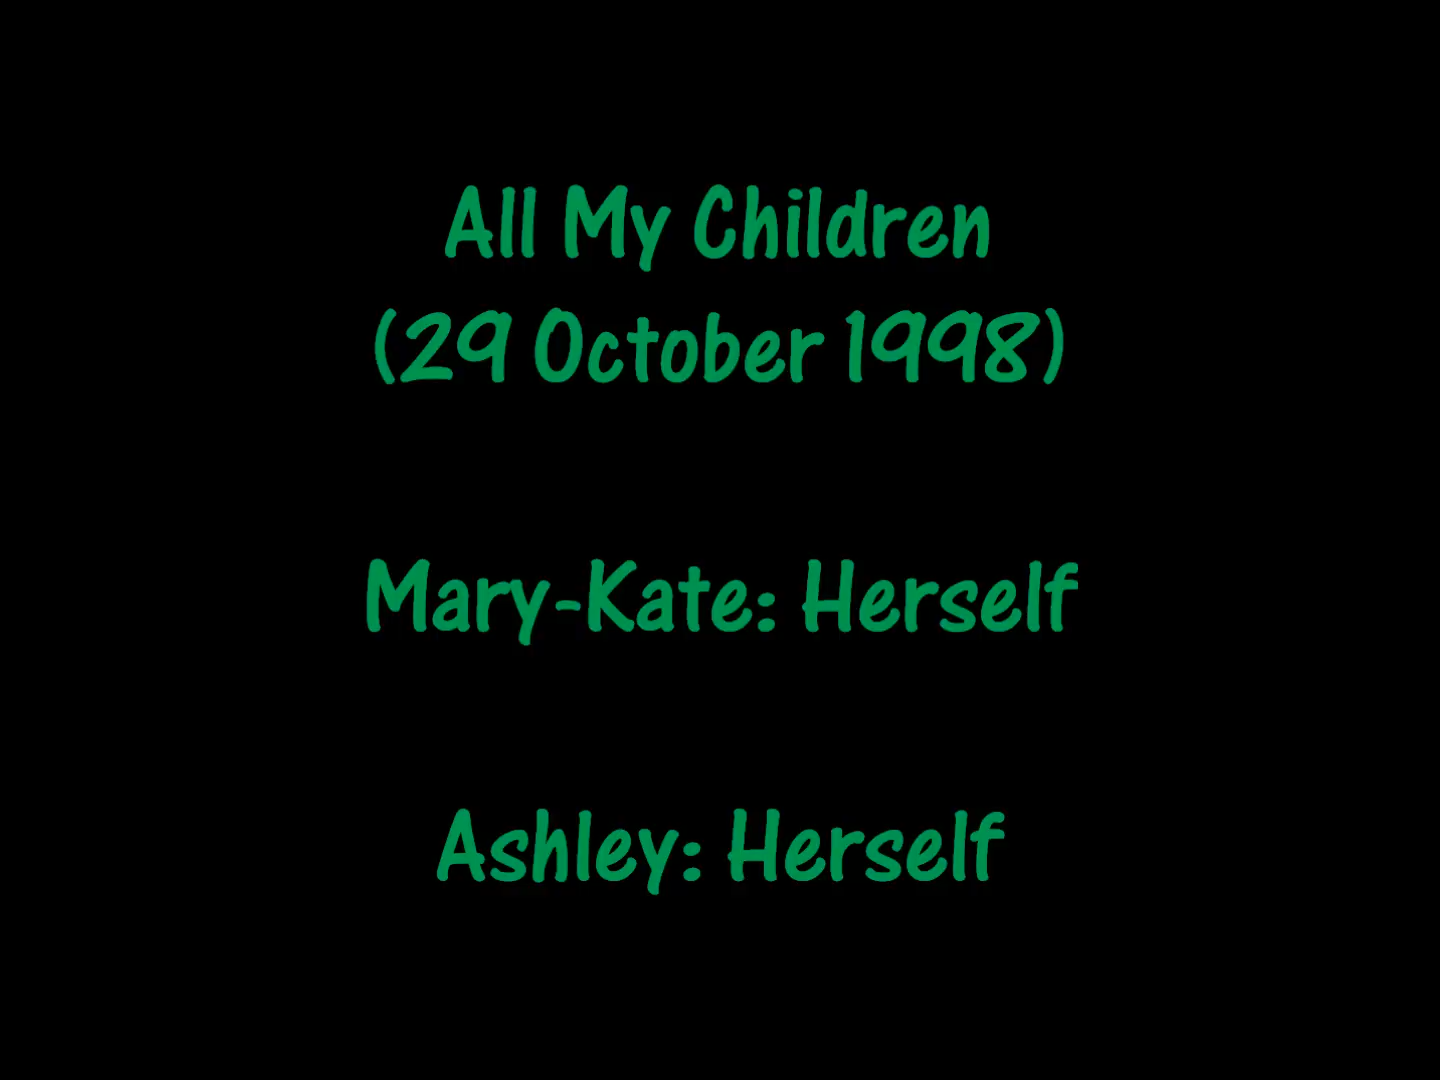 All My Children
(29 October 1998)
Mary-Kate: Herself
Ashley: Herself